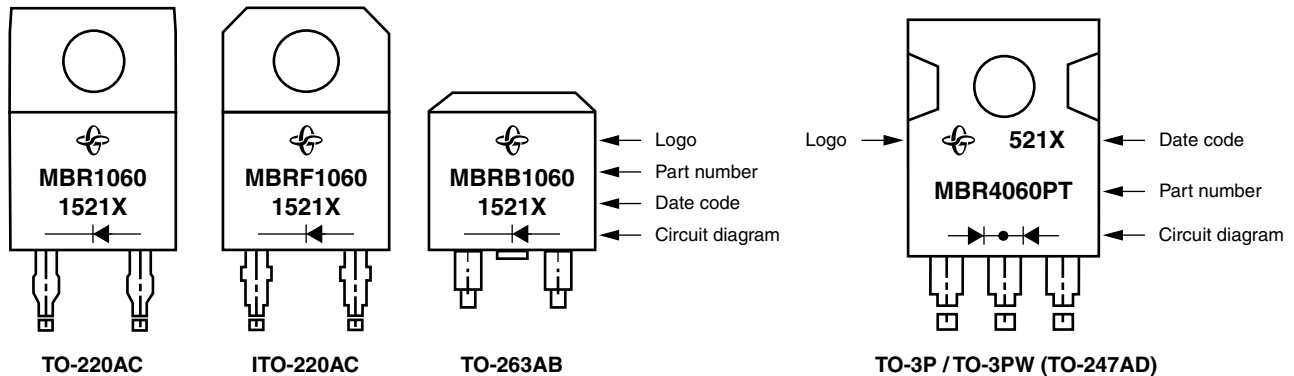 MBR1060
1521X
TO-220AC
MBRF1060
1521X
ITO-220AC
MBRB1060
1521X
TO-263AB
Logo
Part number
Date code
Circuit diagram
Logo
521X
MBR4060PT
Date code
Part number
Circuit diagram
TO-3P / TO-3PW (TO-247AD)